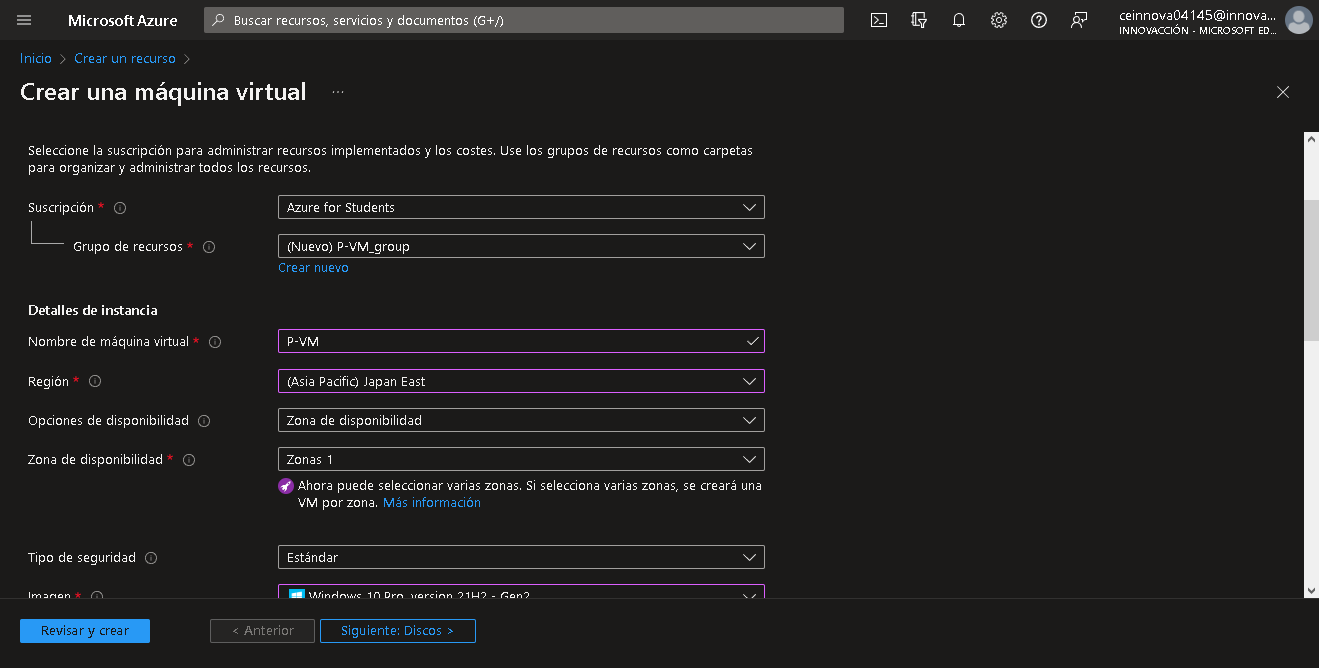 Microsoft Azure
Buscar recursos, servicios y documentos (G+/)
ceinnova04145@innova...
INNOVACCIÓN - MICROSOFT ED...
Inicio > Crear un recurso >
Crear una máquina virtual ...
Seleccione la suscripción para administrar recursos implementados y los costes. Use los grupos de recursos como carpetas
para organizar y administrar todos los recursos.
Suscripción *
Azure for Students
Grupo de recursos *
(Nuevo) P-VM_group
Crear nuevo
Detalles de instancia
Nombre de máquina virtual *
P-VM
Región *
(Asia Pacific) Japan East
Opciones de disponibilidad
Zona de disponibilidad
Zona de disponibilidad *
Zonas 1
Ahora puede seleccionar varias zonas. Si selecciona varias zonas, se creará una
VM por zona. Más información
Tipo de seguridad
Estándar
Imagen *
Windows 10 Pro, version 21H2 - Gen2
Revisar y crear
< Anterior
Siguiente: Discos >